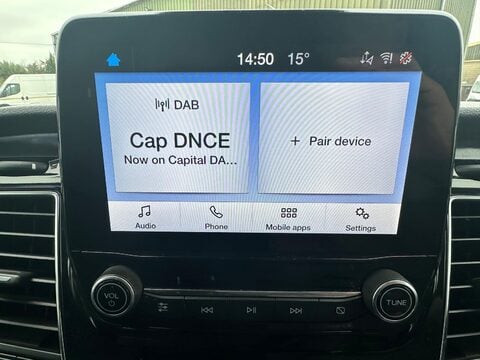 14:50 15°
DAB
Cap DNCE
Now on Capital DA...
+ Pair device
Audio
Phone
Mobile apps
Settings
VOL
TUNE